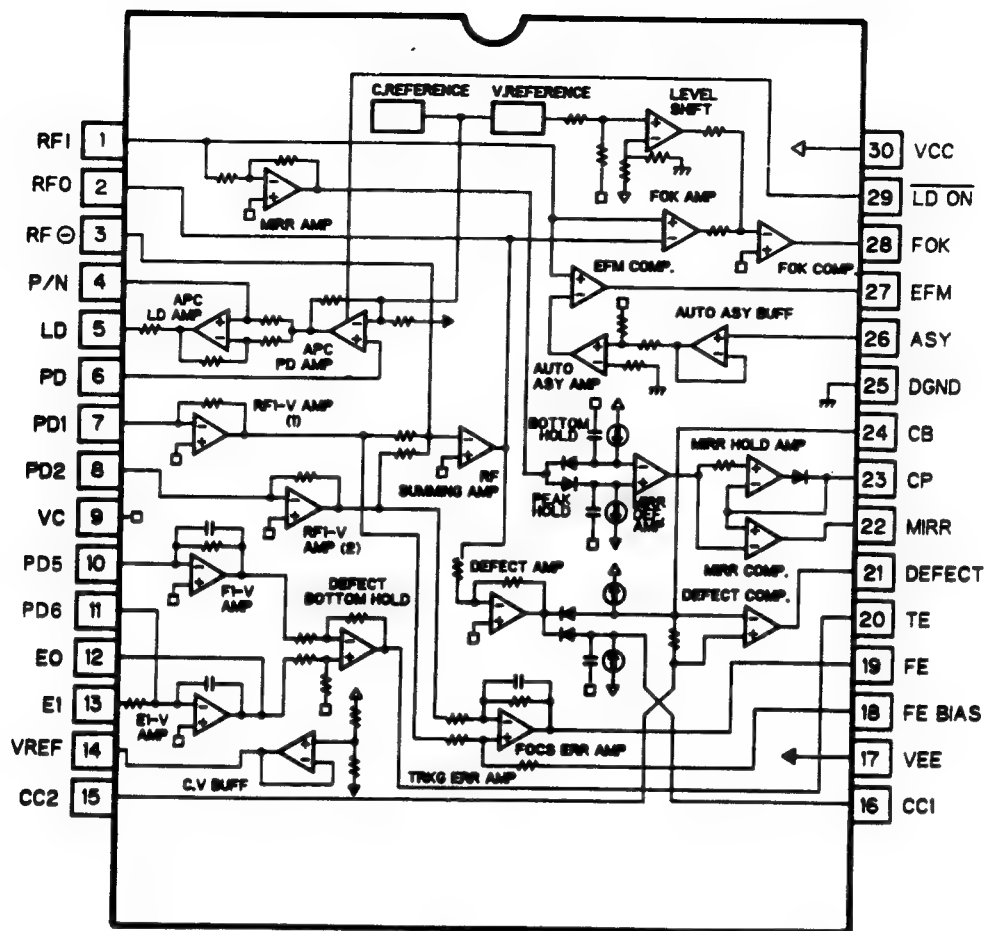 C.REFERENCE
V.REFERENCE
LEVEL
SHIFT
RFI 1
RFO 2
RF⊖ 3
P/N 4
LD 5
PD 6
PD1 7
PD2 8
VC 9
PD5 10
PD6 11
EO 12
E1 13
VREF 14
CC2 15
30 VCC
29 LD ON
28 FOK
27 EFM
26 ASY
25 DGND
24 CB
23 CP
22 MIRR
21 DEFECT
20 TE
19 FE
18 FE BIAS
17 VEE
16 CC1
MIRR AMP
FOK AMP
FOK COMP.
EFM COMP.
APC
LD AMP
APC
PD AMP
AUTO ASY BUFF
AUTO
ASY AMP
RF1-V AMP
(1)
BOTTOM
HOLD
RF
SUMMING AMP
PEAK
HOLD
MIRR
DEF.
AMP
MIRR HOLD AMP
RF1-V
AMP (2)
MIRR COMP.
F1-V
AMP
DEFECT
BOTTOM HOLD
DEFECT AMP
DEFECT COMP.
E1-V
AMP
FOCS ERR AMP
C.V BUFF
TRKG ERR AMP